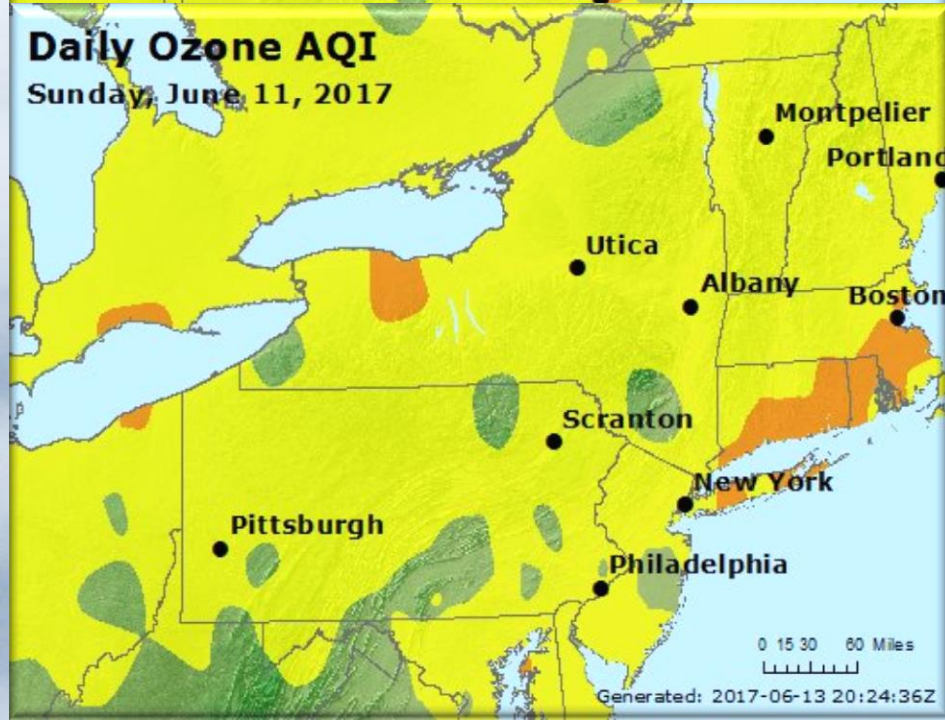 Daily Ozone AQI
Sunday, June 11, 2017
Montpelier
Portland
Utica
Albany
Boston
Scranton
New York
Pittsburgh
Philadelphia
0 15 30 60 Miles
Generated: 2017-06-13 20:24:36Z